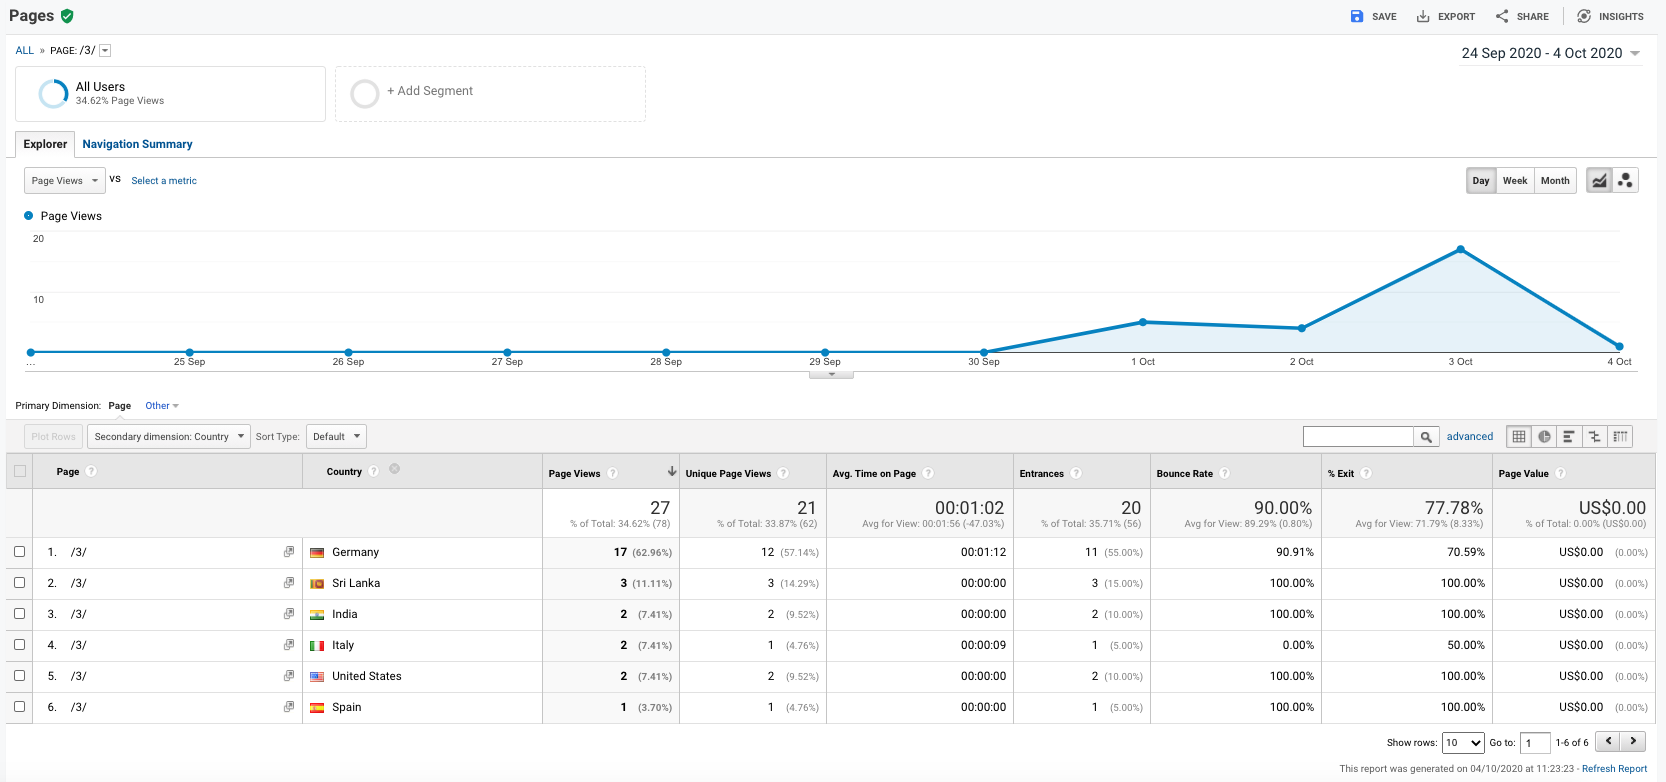 Pages
SAVE EXPORT SHARE INSIGHTS
ALL » PAGE: /3/
24 Sep 2020 - 4 Oct 2020
All Users
34.62% Page Views
+ Add Segment
Explorer Navigation Summary
Page Views VS Select a metric
Day Week Month
Page Views
20
10
... 25 Sep 26 Sep 27 Sep 28 Sep 29 Sep 30 Sep 1 Oct 2 Oct 3 Oct 4 Oct
Primary Dimension: Page Other
Plot Rows Secondary dimension: Country Sort Type: Default advanced
Page Country Page Views Unique Page Views Avg. Time on Page Entrances Bounce Rate % Exit Page Value
27 21 00:01:02 20 90.00% 77.78% US$0.00
% of Total: 34.62% (78) % of Total: 33.87% (62) Avg for View: 00:01:56 (-47.03%) % of Total: 35.71% (56) Avg for View: 89.29% (0.80%) Avg for View: 71.79% (8.33%) % of Total: 0.00% (US$0.00)
1. /3/ Germany 17 (62.96%) 12 (57.14%) 00:01:12 11 (55.00%) 90.91% 70.59% US$0.00 (0.00%)
2. /3/ Sri Lanka 3 (11.11%) 3 (14.29%) 00:00:00 3 (15.00%) 100.00% 100.00% US$0.00 (0.00%)
3. /3/ India 2 (7.41%) 2 (9.52%) 00:00:00 2 (10.00%) 100.00% 100.00% US$0.00 (0.00%)
4. /3/ Italy 2 (7.41%) 1 (4.76%) 00:00:09 1 (5.00%) 0.00% 50.00% US$0.00 (0.00%)
5. /3/ United States 2 (7.41%) 2 (9.52%) 00:00:00 2 (10.00%) 100.00% 100.00% US$0.00 (0.00%)
6. /3/ Spain 1 (3.70%) 1 (4.76%) 00:00:00 1 (5.00%) 100.00% 100.00% US$0.00 (0.00%)
Show rows: 10 Go to: 1 1-6 of 6
This report was generated on 04/10/2020 at 11:23:23 - Refresh Report